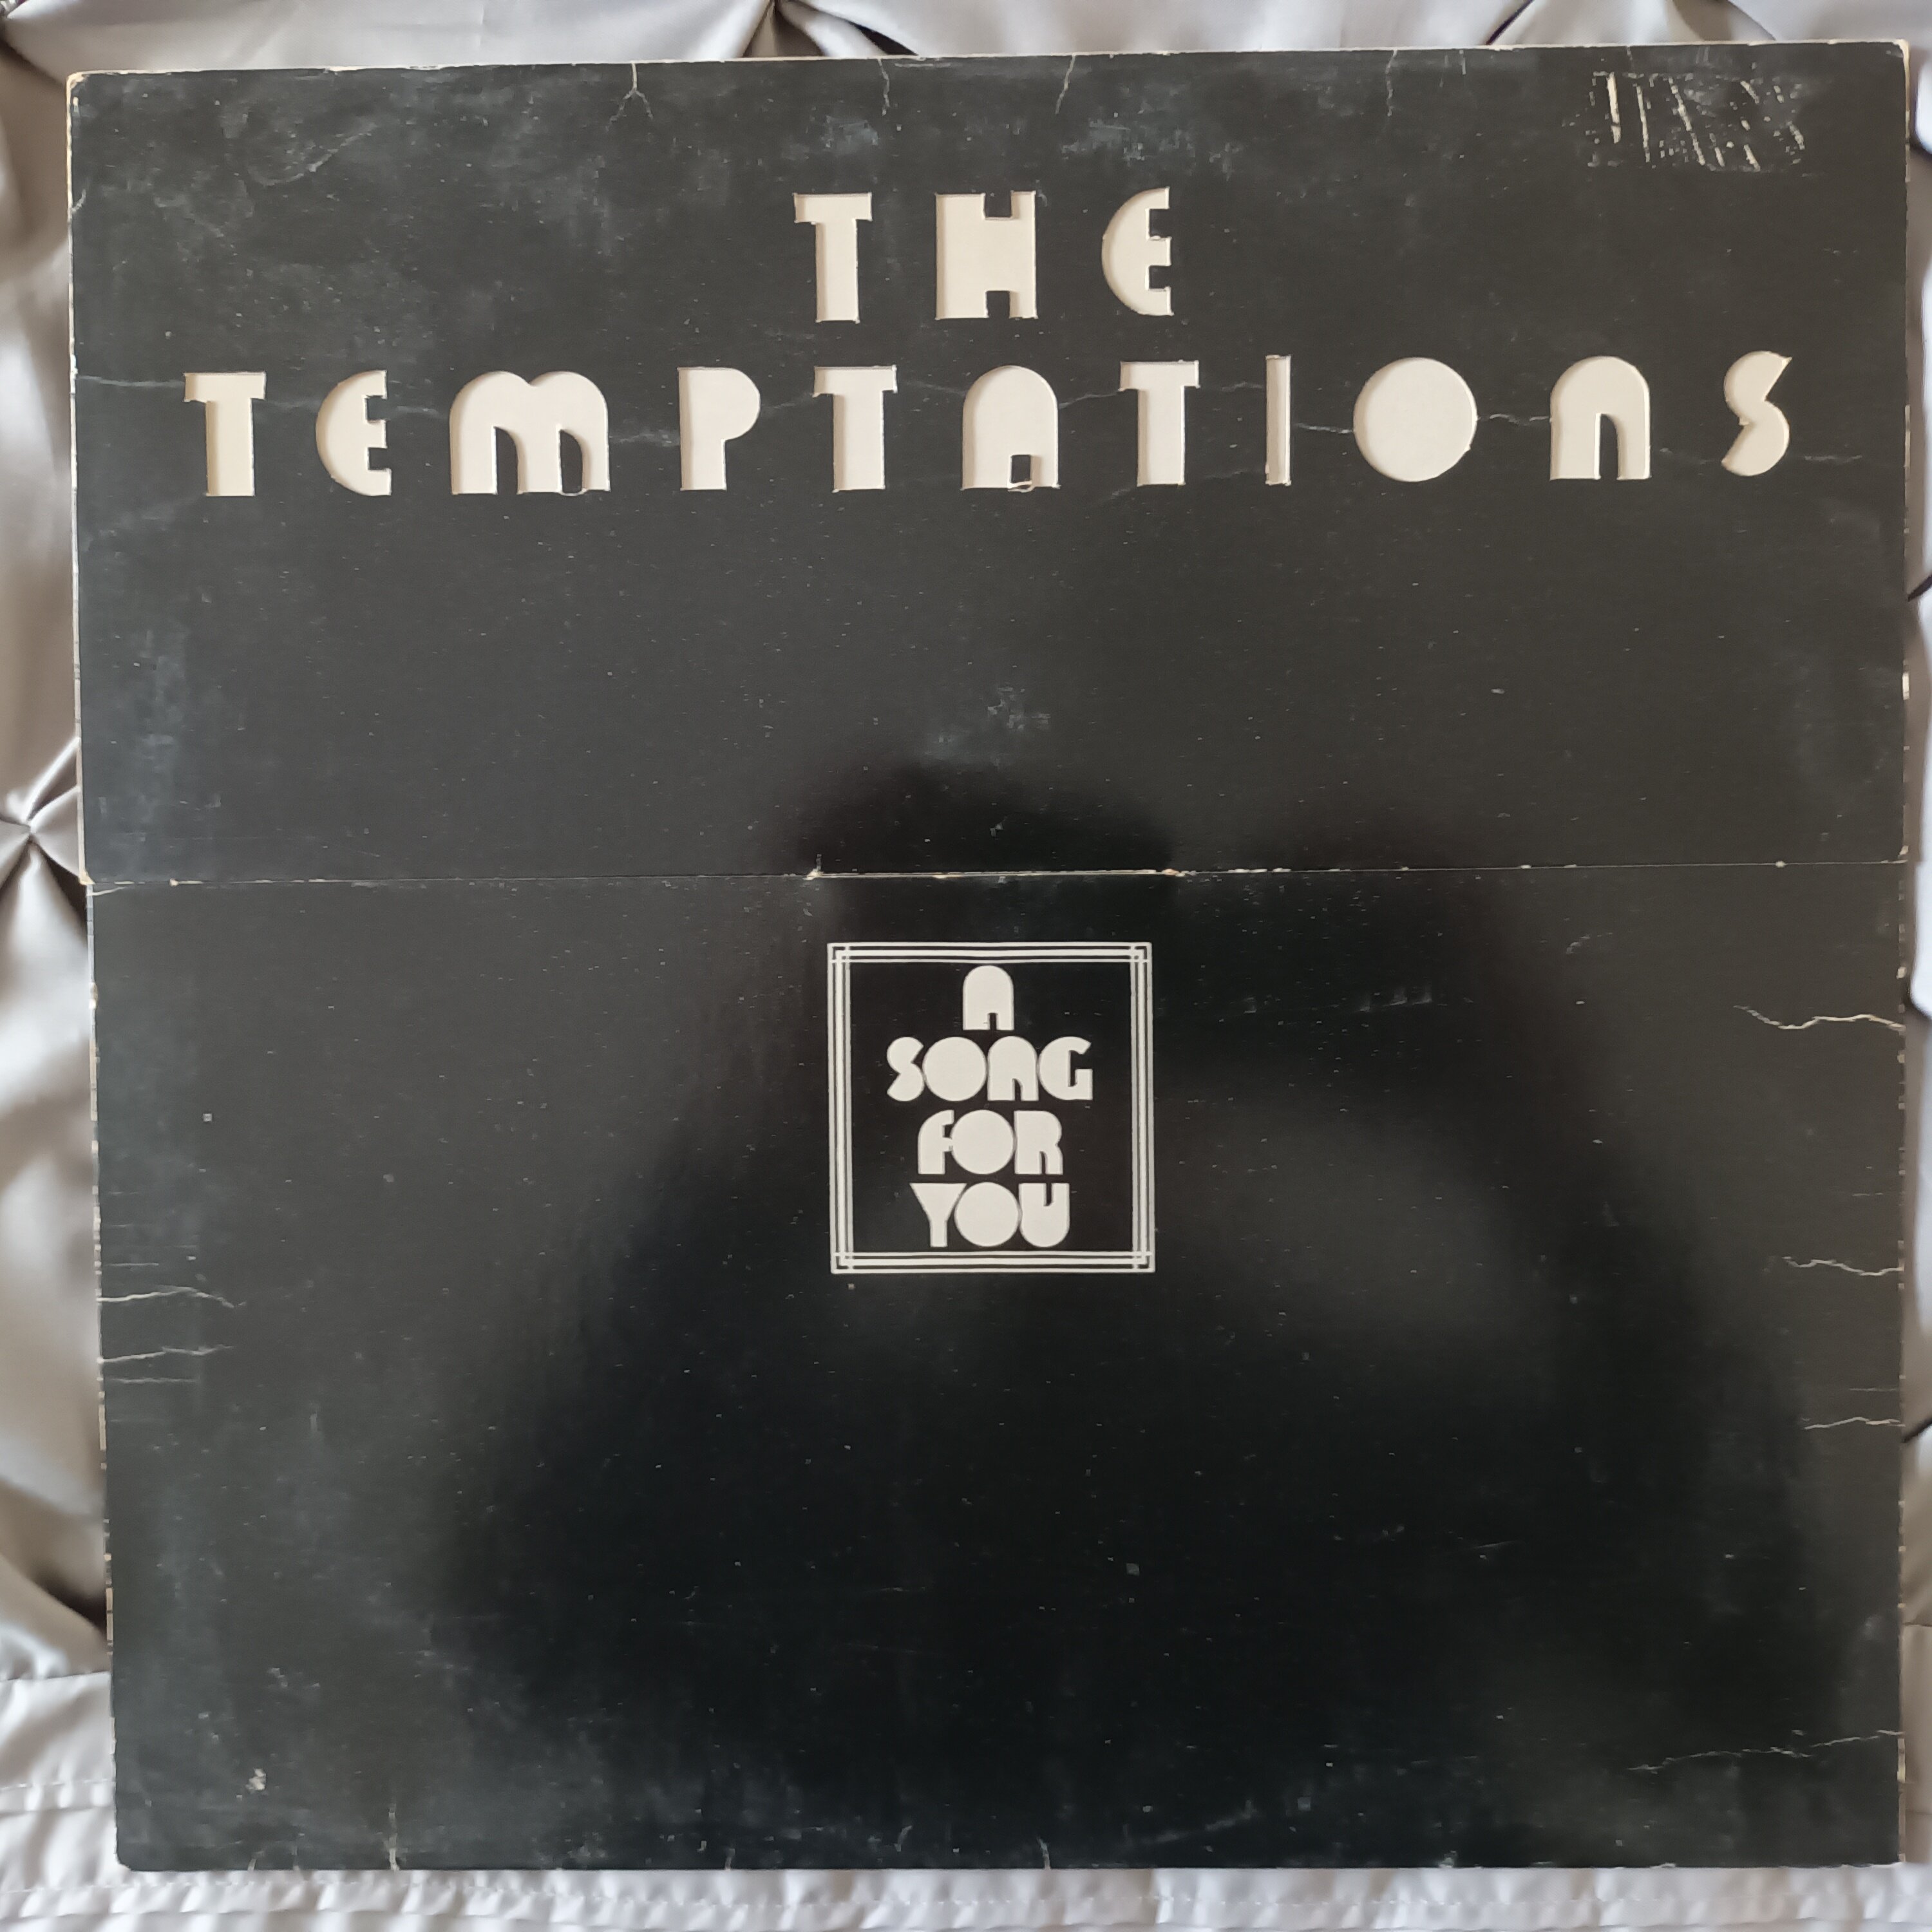 THE
TEMPTATIONS
A
SONG
FOR
YOU